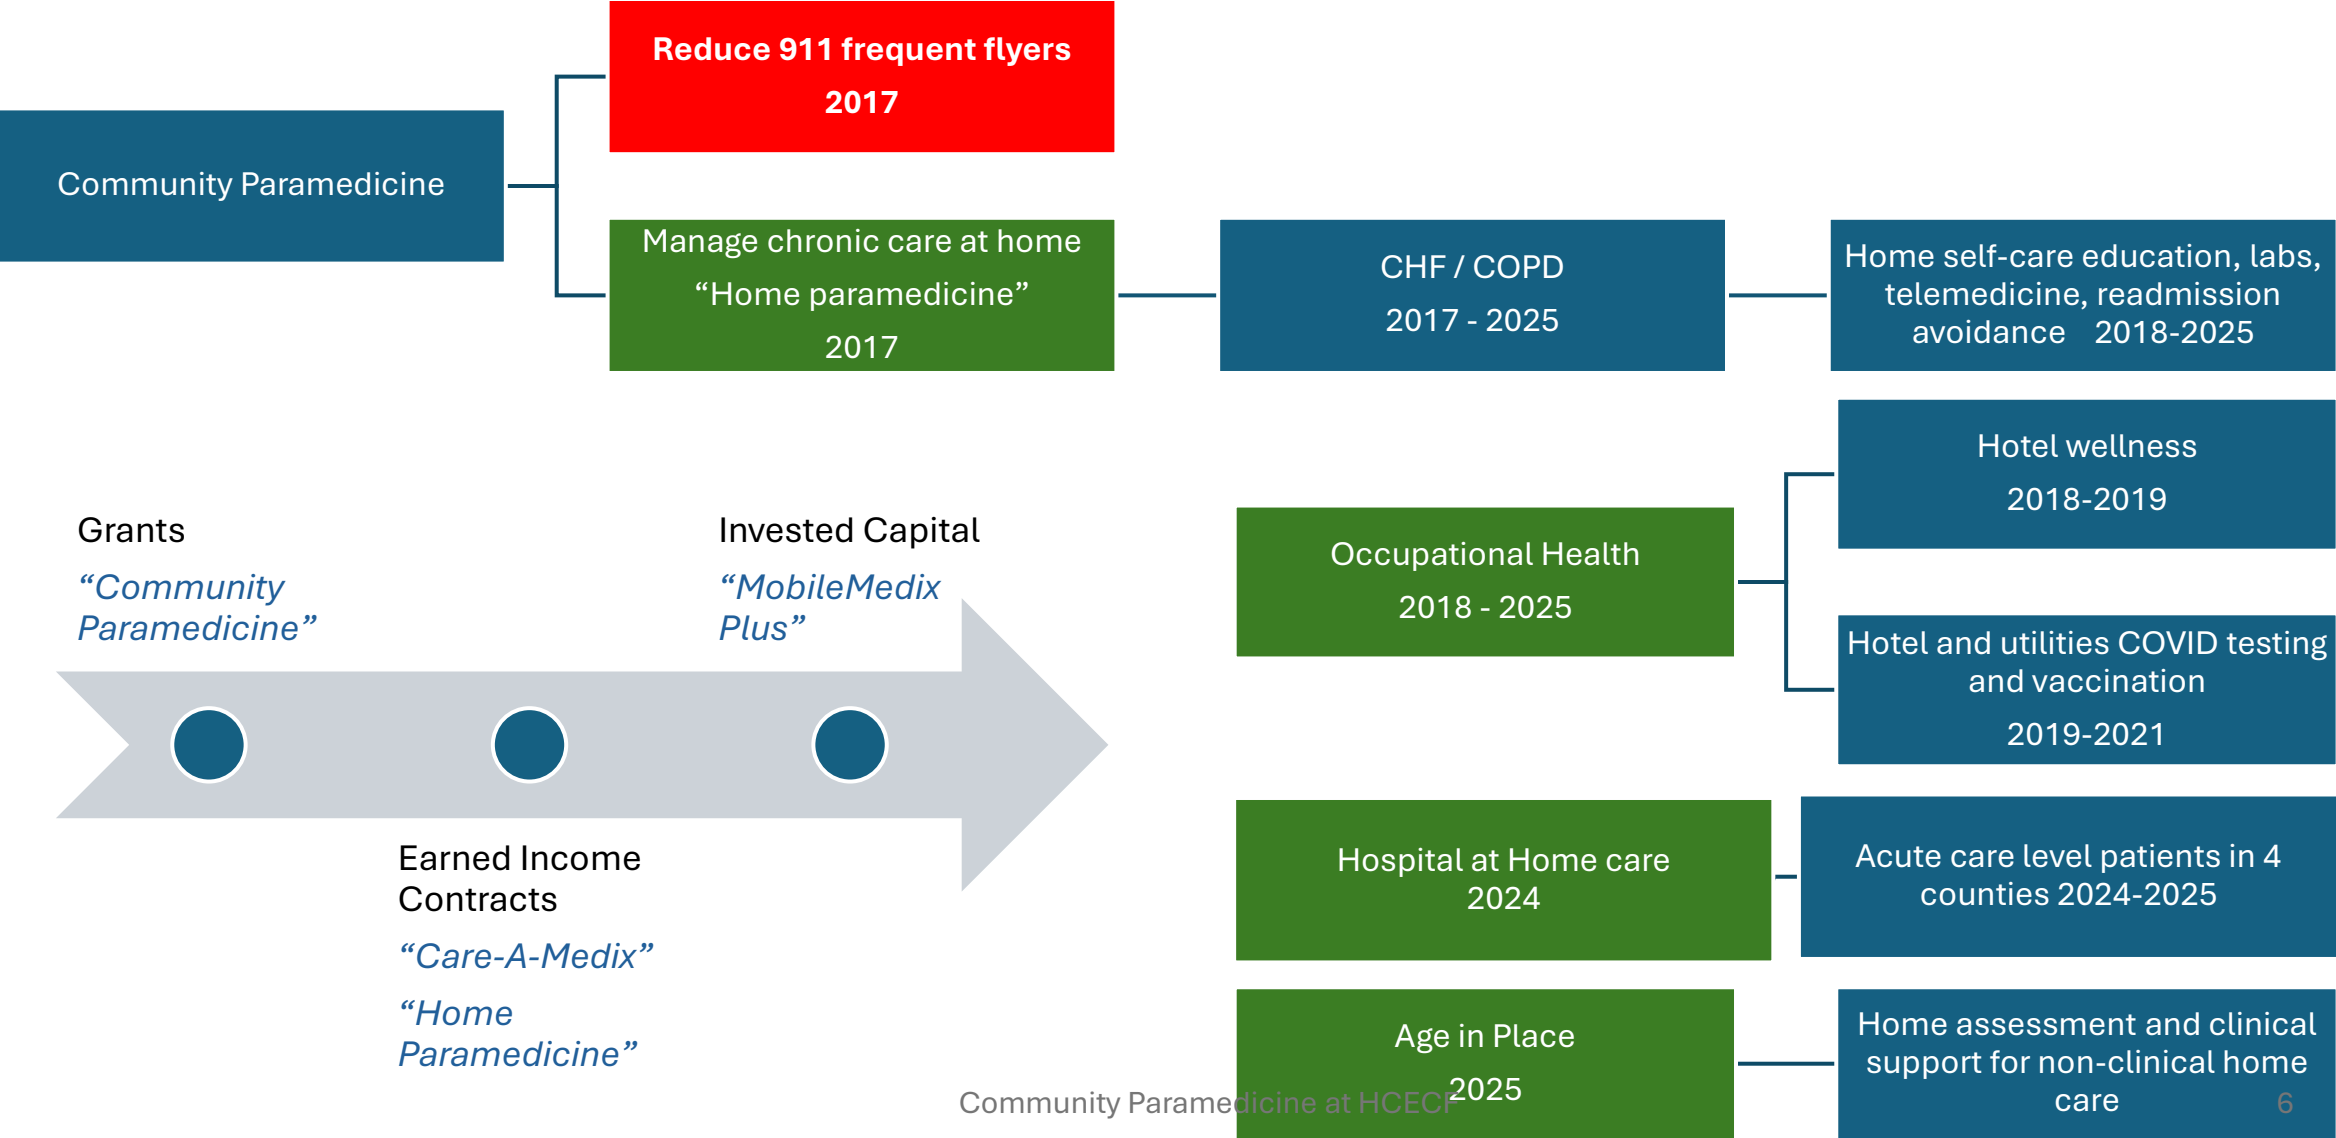 Reduce 911 frequent flyers
2017
Community Paramedicine
Manage chronic care at home
“Home paramedicine”
2017
CHF / COPD
2017 - 2025
Home self-care education, labs,
telemedicine, readmission
avoidance 2018-2025
Hotel wellness
2018-2019
Occupational Health
2018 - 2025
Hotel and utilities COVID testing
and vaccination
2019-2021
Grants
“Community
Paramedicine”
Invested Capital
“MobileMedix
Plus”
Earned Income
Contracts
“Care-A-Medix”
“Home
Paramedicine”
Hospital at Home care
2024
Acute care level patients in 4
counties 2024-2025
Age in Place
2025
Home assessment and clinical
support for non-clinical home
care
Community Paramedicine at HCECF
6